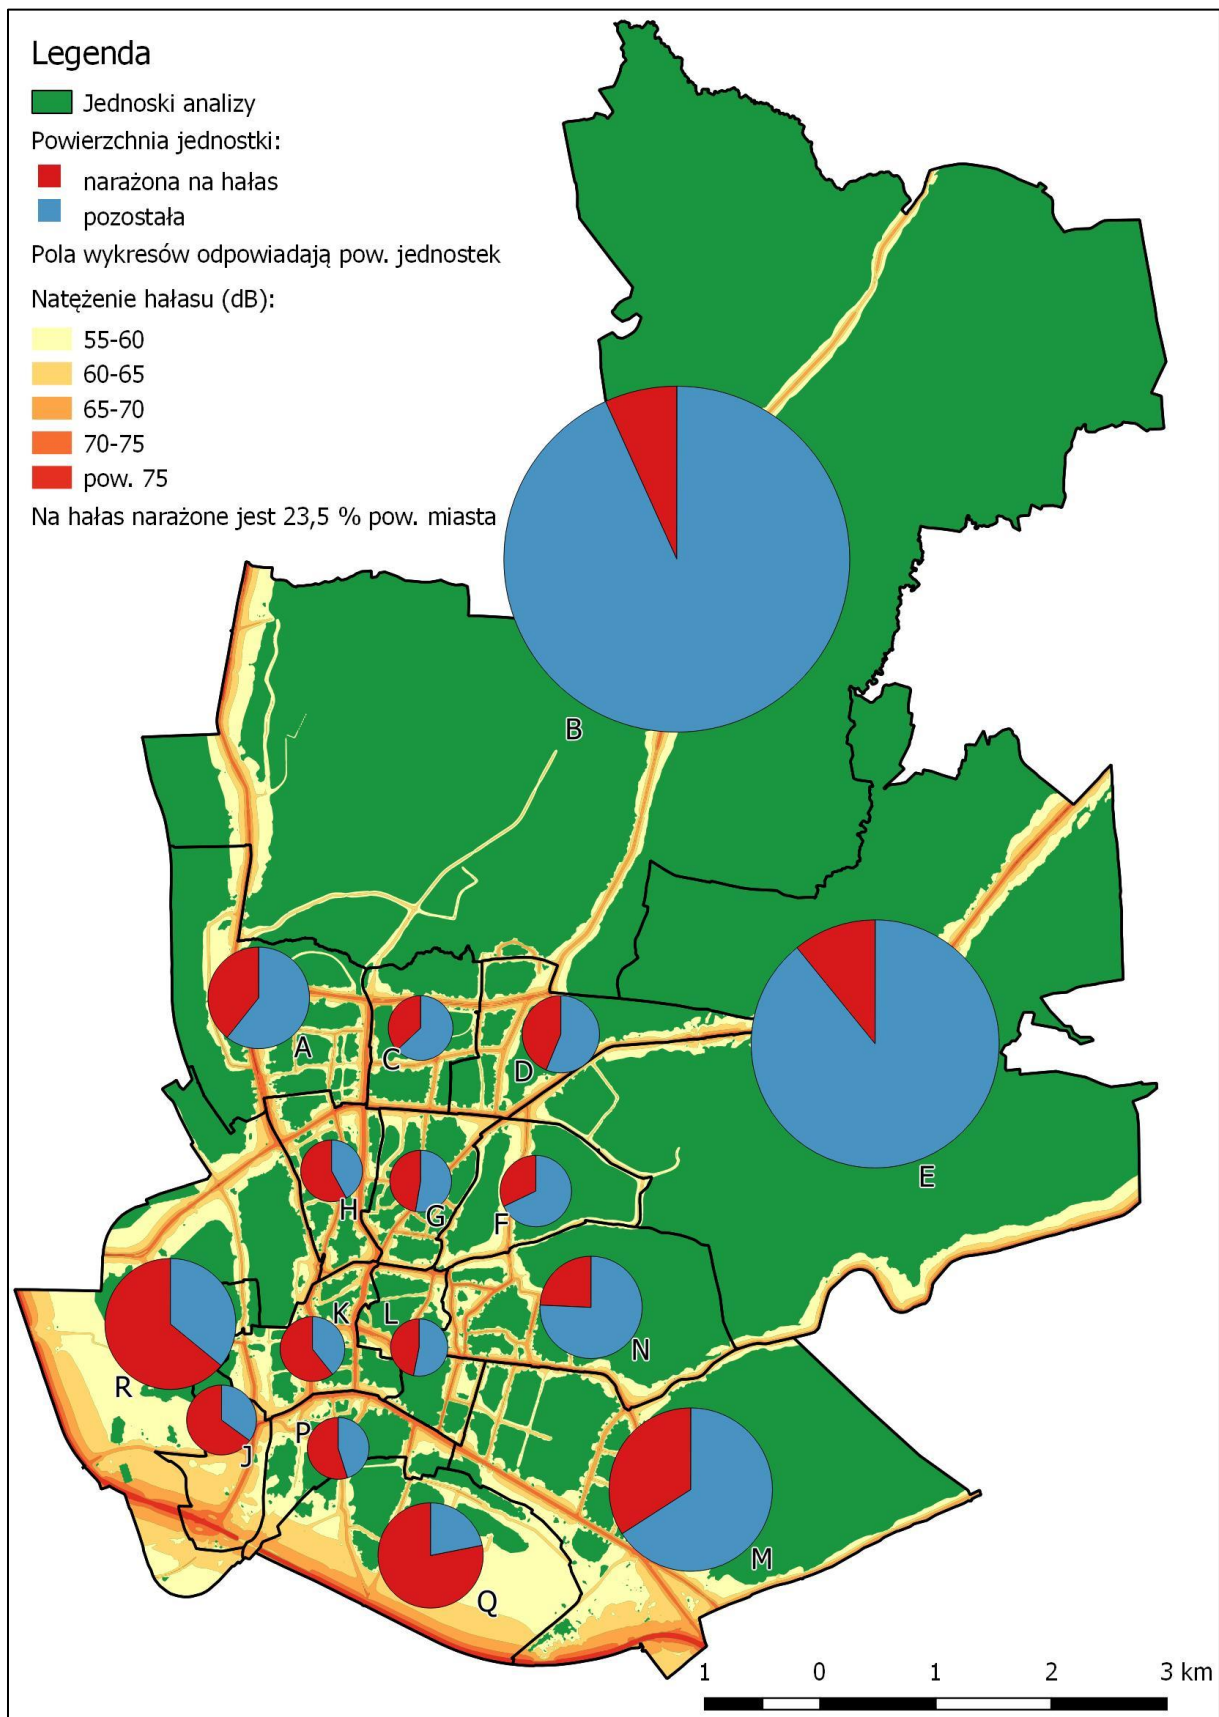 Legenda
Jednoski analizy
Powierzchnia jednostki:
narażona na hałas
pozostała
Pola wykresów odpowiadają pow. jednostek
Natężenie hałasu (dB):
55-60
60-65
65-70
70-75
pow. 75
Na hałas narażone jest 23,5 % pow. miasta
B
A
C
D
E
H
G
F
K
L
N
R
J
P
M
Q
1 0 1 2 3 km